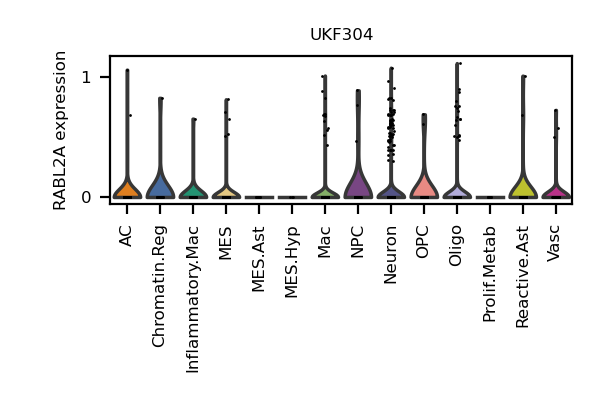 UKF304
RABL2A expression
1
0
AC
Chromatin.Reg
Inflammatory.Mac
MES
MES.Ast
MES.Hyp
Mac
NPC
Neuron
OPC
Oligo
Prolif.Metab
Reactive.Ast
Vasc